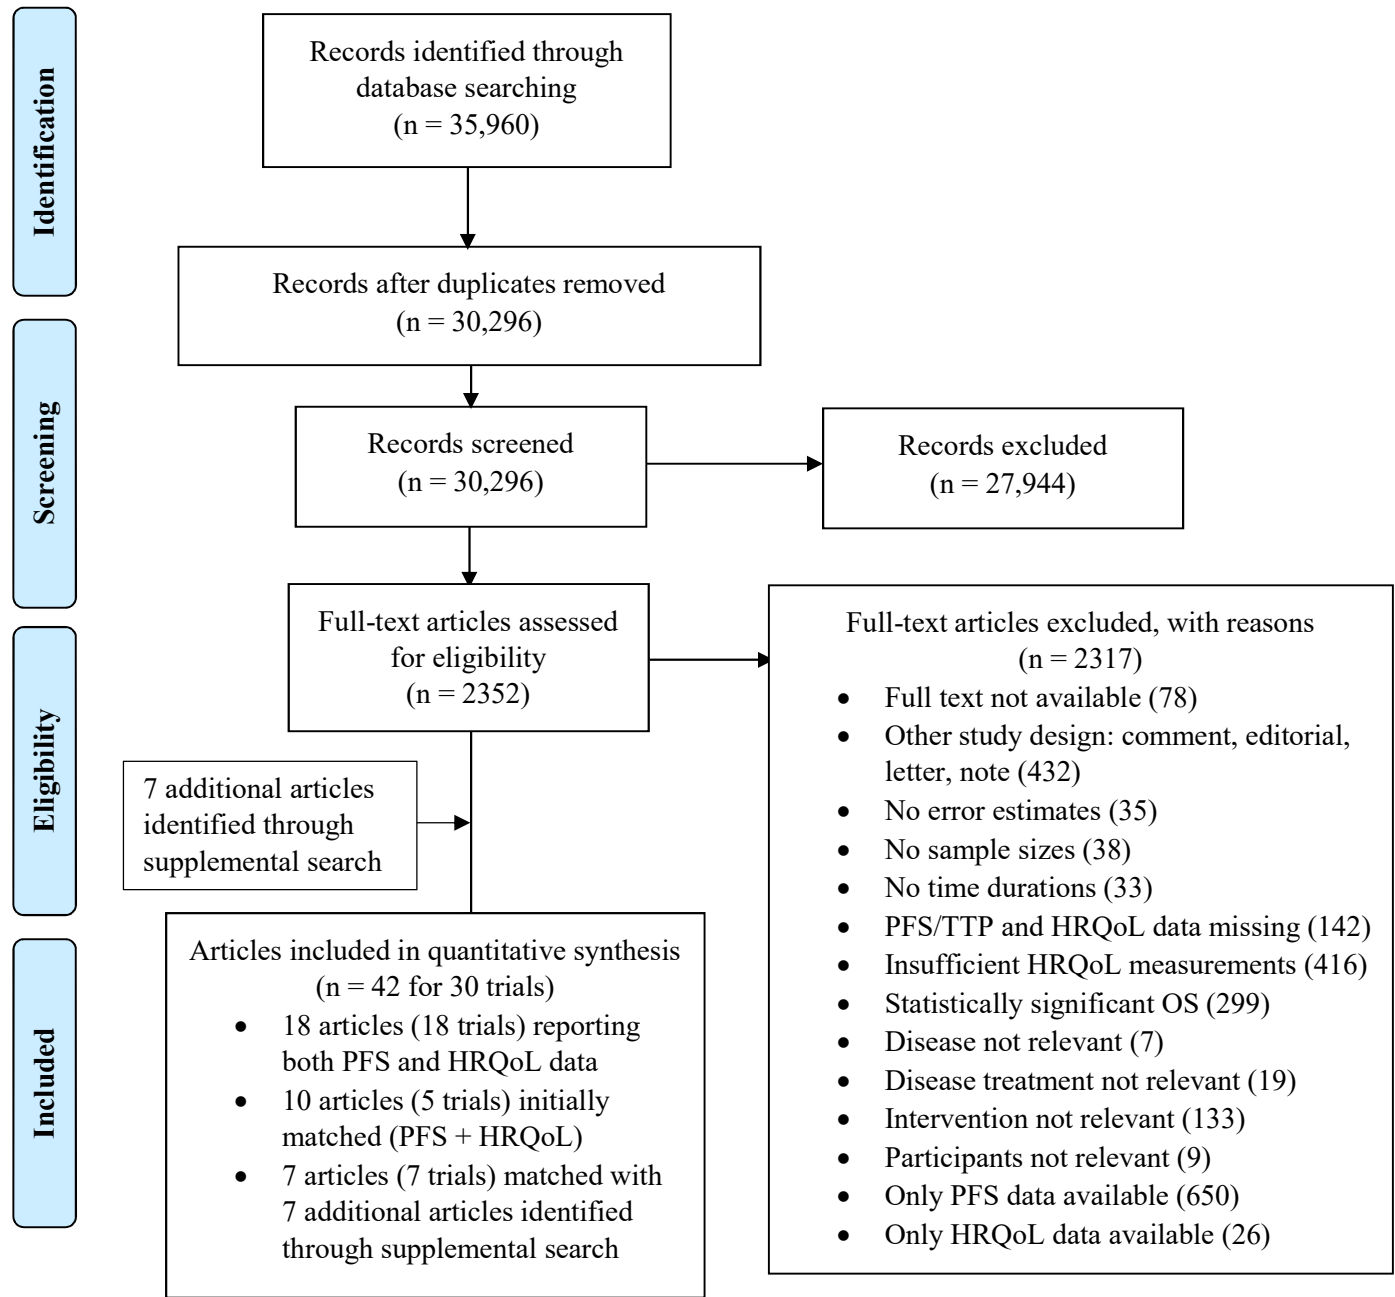 Identification
Records identified through
database searching
(n = 35,960)
Records after duplicates removed
(n = 30,296)
Screening
Records screened
(n = 30,296)
Records excluded
(n = 27,944)
Eligibility
Full-text articles assessed
for eligibility
(n = 2352)
7 additional articles
identified through
supplemental search
Full-text articles excluded, with reasons
(n = 2317)
• Full text not available (78)
• Other study design: comment, editorial,
letter, note (432)
• No error estimates (35)
• No sample sizes (38)
• No time durations (33)
• PFS/TTP and HRQoL data missing (142)
• Insufficient HRQoL measurements (416)
• Statistically significant OS (299)
• Disease not relevant (7)
• Disease treatment not relevant (19)
• Intervention not relevant (133)
• Participants not relevant (9)
• Only PFS data available (650)
• Only HRQoL data available (26)
Included
Articles included in quantitative synthesis
(n = 42 for 30 trials)
• 18 articles (18 trials) reporting
both PFS and HRQoL data
• 10 articles (5 trials) initially
matched (PFS + HRQoL)
• 7 articles (7 trials) matched with
7 additional articles identified
through supplemental search